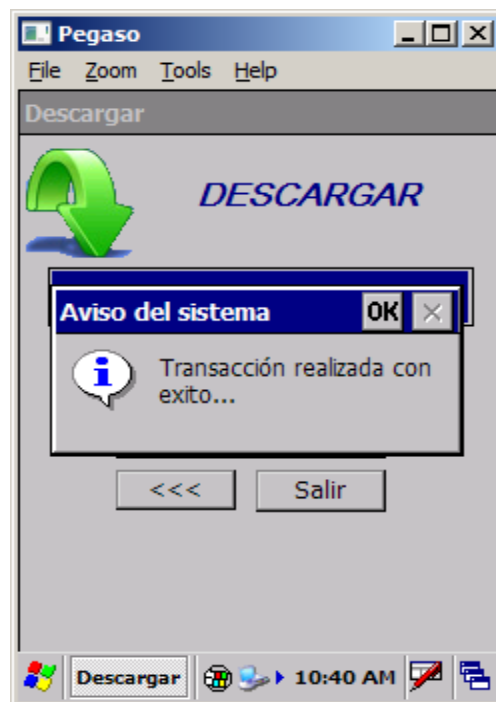 Pegaso
File Zoom Tools Help
Descargar
DESCARGAR
Aviso del sistema OK
Transacción realizada con
exito...
<<< Salir
Descargar 10:40 AM